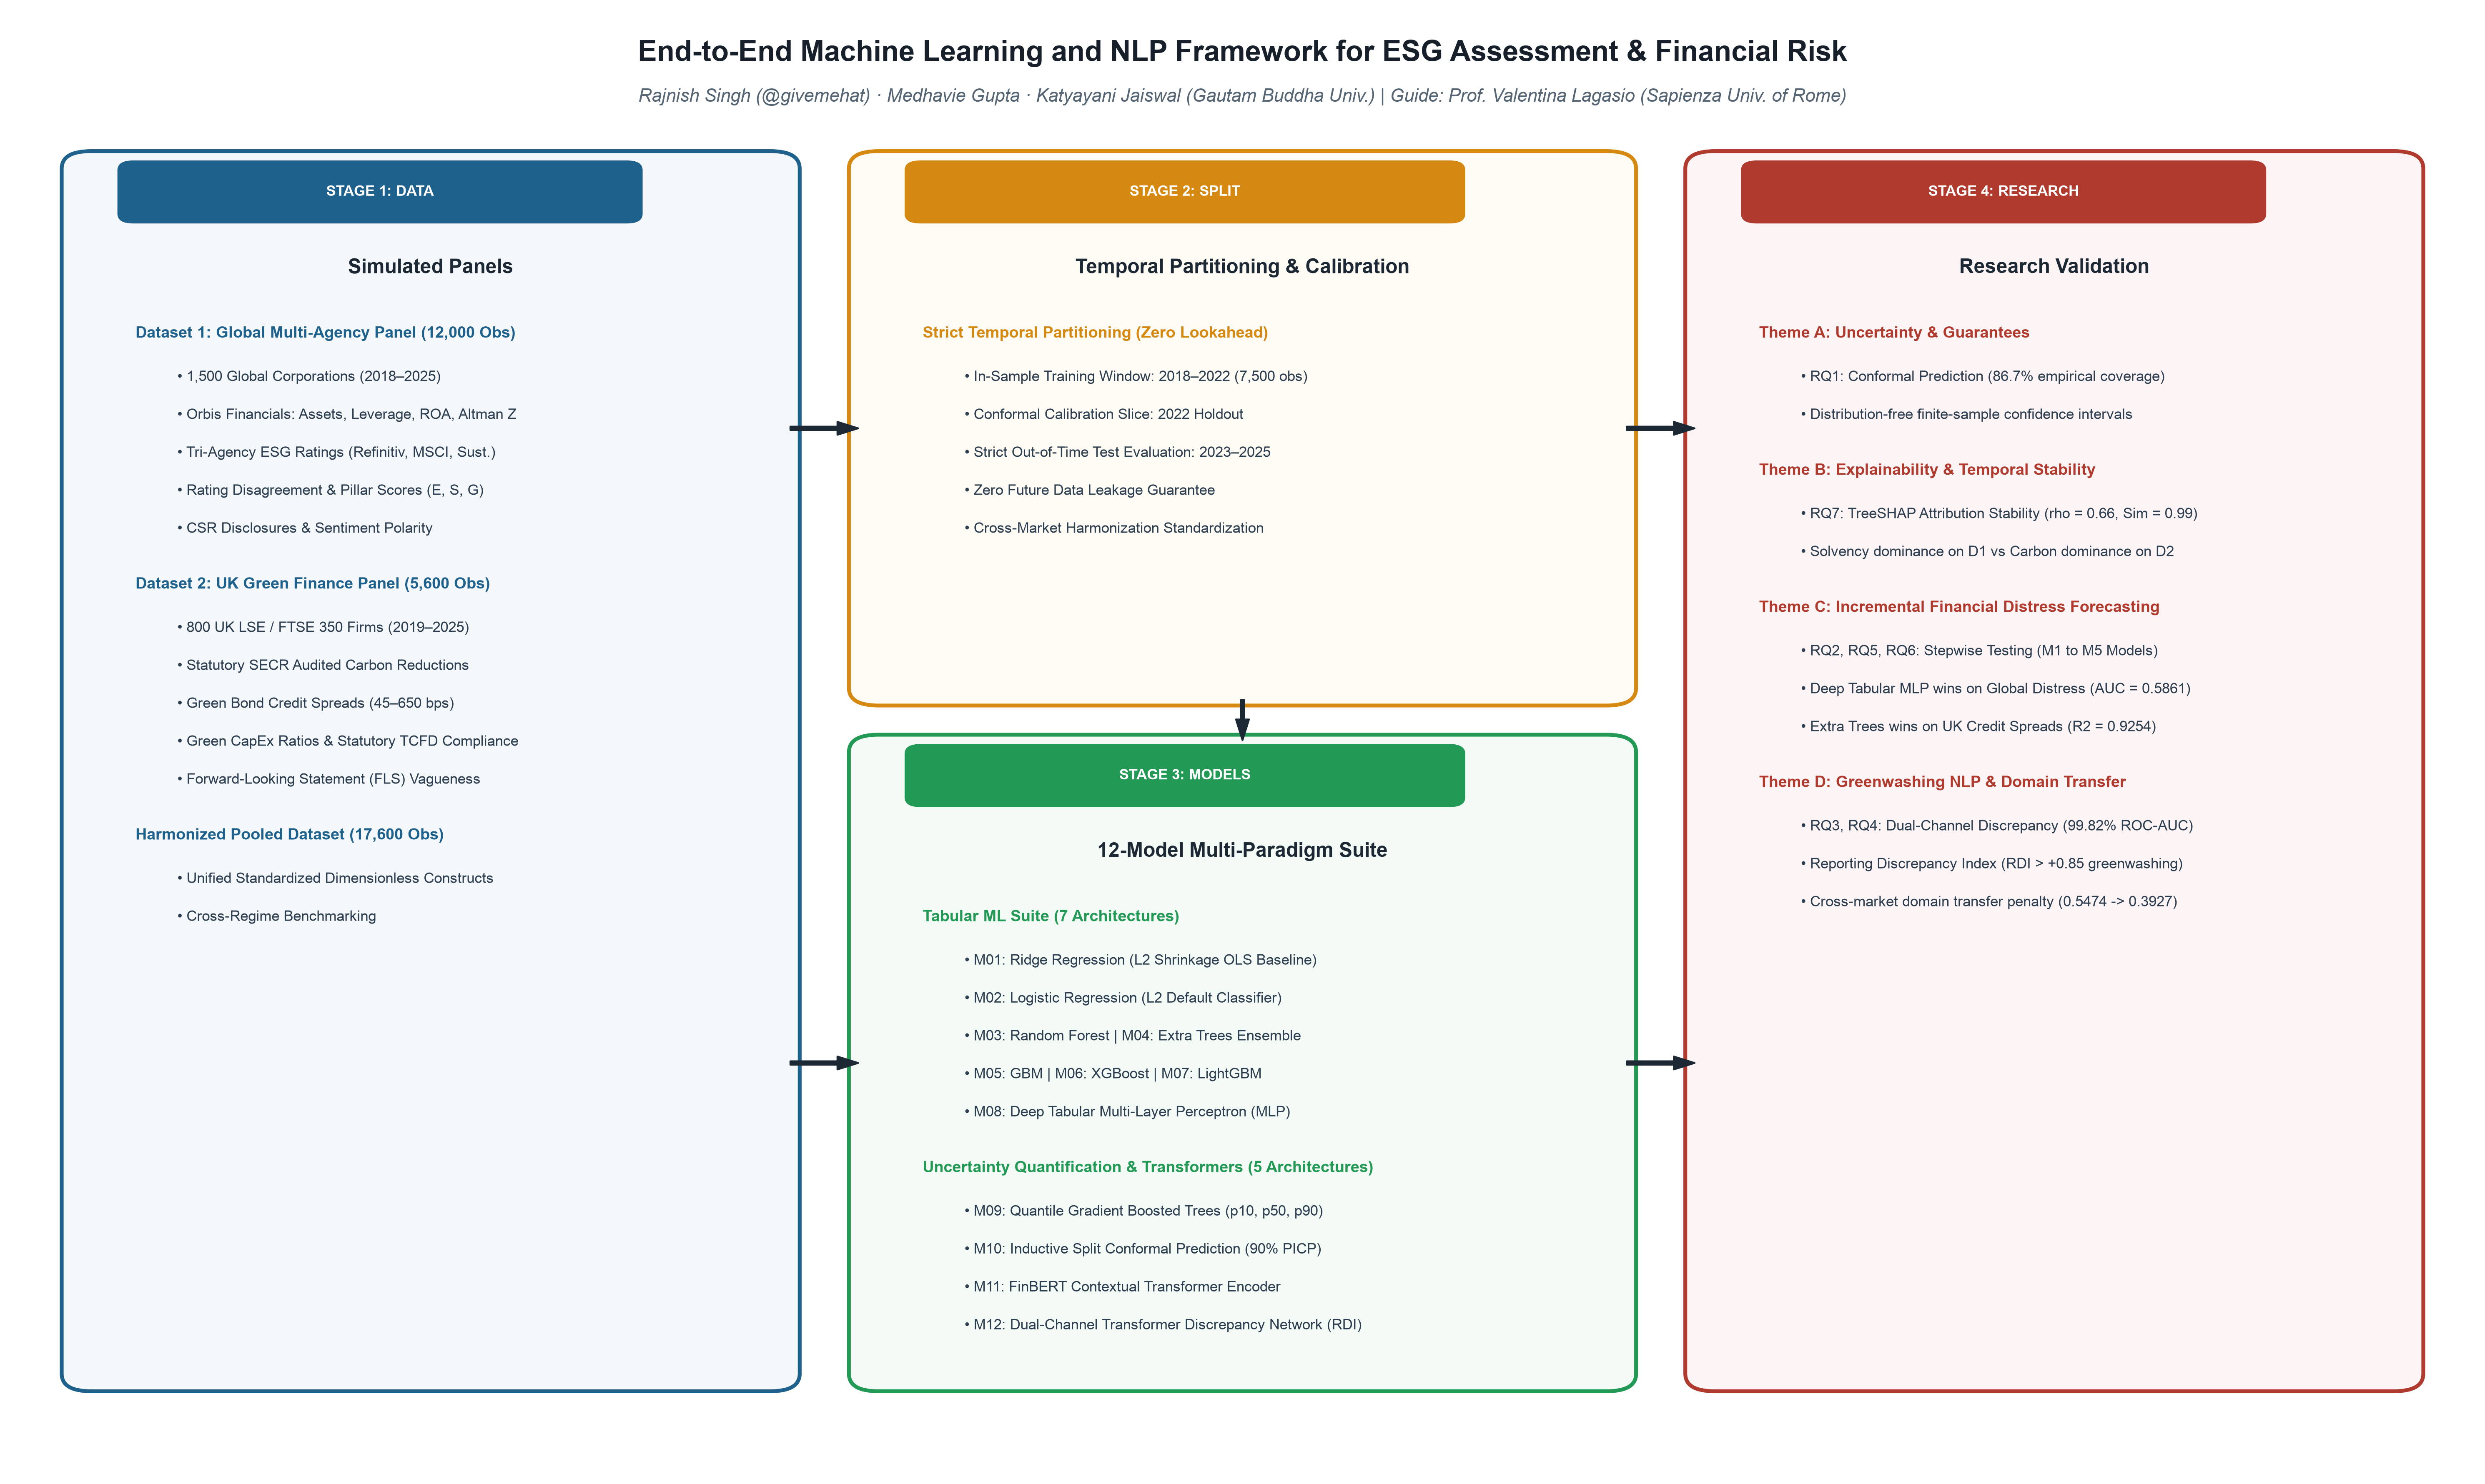 End-to-End Machine Learning and NLP Framework for ESG Assessment & Financial Risk
Rajnish Singh (@givemehat) · Medhavie Gupta · Katyayani Jaiswal (Gautam Buddha Univ.) | Guide: Prof. Valentina Lagasio (Sapienza Univ. of Rome)
STAGE 1: DATA
Simulated Panels
Dataset 1: Global Multi-Agency Panel (12,000 Obs)
• 1,500 Global Corporations (2018–2025)
• Orbis Financials: Assets, Leverage, ROA, Altman Z
• Tri-Agency ESG Ratings (Refinitiv, MSCI, Sust.)
• Rating Disagreement & Pillar Scores (E, S, G)
• CSR Disclosures & Sentiment Polarity
Dataset 2: UK Green Finance Panel (5,600 Obs)
• 800 UK LSE / FTSE 350 Firms (2019–2025)
• Statutory SECR Audited Carbon Reductions
• Green Bond Credit Spreads (45–650 bps)
• Green CapEx Ratios & Statutory TCFD Compliance
• Forward-Looking Statement (FLS) Vagueness
Harmonized Pooled Dataset (17,600 Obs)
• Unified Standardized Dimensionless Constructs
• Cross-Regime Benchmarking
STAGE 2: SPLIT
Temporal Partitioning & Calibration
Strict Temporal Partitioning (Zero Lookahead)
• In-Sample Training Window: 2018–2022 (7,500 obs)
• Conformal Calibration Slice: 2022 Holdout
• Strict Out-of-Time Test Evaluation: 2023–2025
• Zero Future Data Leakage Guarantee
• Cross-Market Harmonization Standardization
STAGE 3: MODELS
12-Model Multi-Paradigm Suite
Tabular ML Suite (7 Architectures)
• M01: Ridge Regression (L2 Shrinkage OLS Baseline)
• M02: Logistic Regression (L2 Default Classifier)
• M03: Random Forest | M04: Extra Trees Ensemble
• M05: GBM | M06: XGBoost | M07: LightGBM
• M08: Deep Tabular Multi-Layer Perceptron (MLP)
Uncertainty Quantification & Transformers (5 Architectures)
• M09: Quantile Gradient Boosted Trees (p10, p50, p90)
• M10: Inductive Split Conformal Prediction (90% PICP)
• M11: FinBERT Contextual Transformer Encoder
• M12: Dual-Channel Transformer Discrepancy Network (RDI)
STAGE 4: RESEARCH
Research Validation
Theme A: Uncertainty & Guarantees
• RQ1: Conformal Prediction (86.7% empirical coverage)
• Distribution-free finite-sample confidence intervals
Theme B: Explainability & Temporal Stability
• RQ7: TreeSHAP Attribution Stability (rho = 0.66, Sim = 0.99)
• Solvency dominance on D1 vs Carbon dominance on D2
Theme C: Incremental Financial Distress Forecasting
• RQ2, RQ5, RQ6: Stepwise Testing (M1 to M5 Models)
• Deep Tabular MLP wins on Global Distress (AUC = 0.5861)
• Extra Trees wins on UK Credit Spreads (R2 = 0.9254)
Theme D: Greenwashing NLP & Domain Transfer
• RQ3, RQ4: Dual-Channel Discrepancy (99.82% ROC-AUC)
• Reporting Discrepancy Index (RDI > +0.85 greenwashing)
• Cross-market domain transfer penalty (0.5474 -> 0.3927)